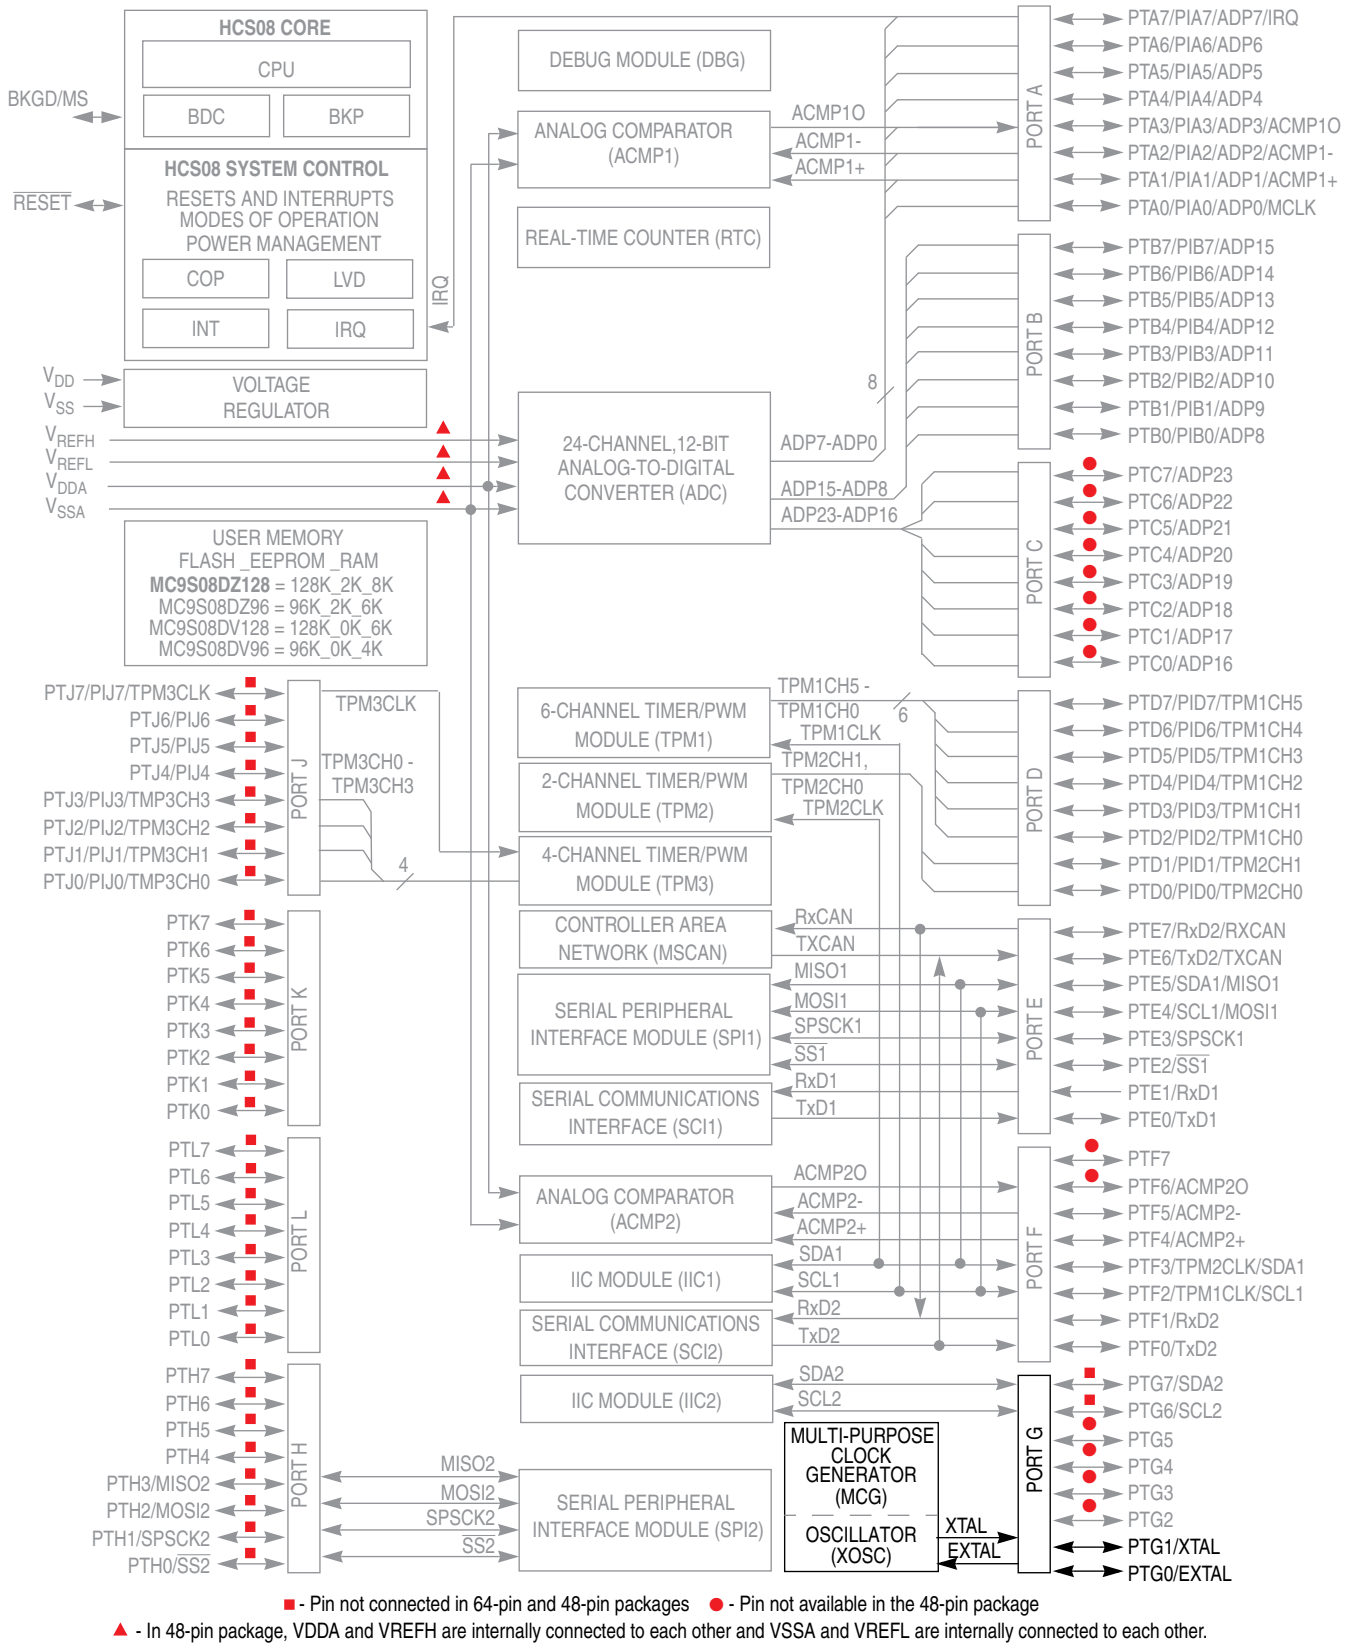 HCS08 CORE
CPU
BDC
BKP
BKGD/MS
HCS08 SYSTEM CONTROL
RESETS AND INTERRUPTS
MODES OF OPERATION
POWER MANAGEMENT
COP
LVD
INT
IRQ
RESET
IRQ
VOLTAGE
REGULATOR
VDD
VSS
VREFH
VREFL
VDDA
VSSA
USER MEMORY
FLASH _EEPROM _RAM
MC9S08DZ128 = 128K_2K_8K
MC9S08DZ96 = 96K_2K_6K
MC9S08DV128 = 128K_0K_6K
MC9S08DV96 = 96K_0K_4K
DEBUG MODULE (DBG)
ANALOG COMPARATOR
(ACMP1)
ACMP1O
ACMP1-
ACMP1+
REAL-TIME COUNTER (RTC)
24-CHANNEL,12-BIT
ANALOG-TO-DIGITAL
CONVERTER (ADC)
8
ADP7-ADP0
ADP15-ADP8
ADP23-ADP16
PORT A
PTA7/PIA7/ADP7/IRQ
PTA6/PIA6/ADP6
PTA5/PIA5/ADP5
PTA4/PIA4/ADP4
PTA3/PIA3/ADP3/ACMP1O
PTA2/PIA2/ADP2/ACMP1-
PTA1/PIA1/ADP1/ACMP1+
PTA0/PIA0/ADP0/MCLK
PORT B
PTB7/PIB7/ADP15
PTB6/PIB6/ADP14
PTB5/PIB5/ADP13
PTB4/PIB4/ADP12
PTB3/PIB3/ADP11
PTB2/PIB2/ADP10
PTB1/PIB1/ADP9
PTB0/PIB0/ADP8
PORT C
PTC7/ADP23
PTC6/ADP22
PTC5/ADP21
PTC4/ADP20
PTC3/ADP19
PTC2/ADP18
PTC1/ADP17
PTC0/ADP16
PTJ7/PIJ7/TPM3CLK
PTJ6/PIJ6
PTJ5/PIJ5
PTJ4/PIJ4
PTJ3/PIJ3/TMP3CH3
PTJ2/PIJ2/TPM3CH2
PTJ1/PIJ1/TPM3CH1
PTJ0/PIJ0/TMP3CH0
PORT J
TPM3CLK
TPM3CH0 -
TPM3CH3
4
6-CHANNEL TIMER/PWM
MODULE (TPM1)
TPM1CH5 -
TPM1CH0
6
TPM1CLK
2-CHANNEL TIMER/PWM
MODULE (TPM2)
TPM2CH1,
TPM2CH0
TPM2CLK
4-CHANNEL TIMER/PWM
MODULE (TPM3)
PORT D
PTD7/PID7/TPM1CH5
PTD6/PID6/TPM1CH4
PTD5/PID5/TPM1CH3
PTD4/PID4/TPM1CH2
PTD3/PID3/TPM1CH1
PTD2/PID2/TPM1CH0
PTD1/PID1/TPM2CH1
PTD0/PID0/TPM2CH0
PTK7
PTK6
PTK5
PTK4
PTK3
PTK2
PTK1
PTK0
PORT K
CONTROLLER AREA
NETWORK (MSCAN)
RxCAN
TXCAN
SERIAL PERIPHERAL
INTERFACE MODULE (SPI1)
MISO1
MOSI1
SPSCK1
SS1
SERIAL COMMUNICATIONS
INTERFACE (SCI1)
RxD1
TxD1
PORT E
PTE7/RxD2/RXCAN
PTE6/TxD2/TXCAN
PTE5/SDA1/MISO1
PTE4/SCL1/MOSI1
PTE3/SPSCK1
PTE2/SS1
PTE1/RxD1
PTE0/TxD1
PTL7
PTL6
PTL5
PTL4
PTL3
PTL2
PTL1
PTL0
PORT L
ANALOG COMPARATOR
(ACMP2)
ACMP2O
ACMP2-
ACMP2+
IIC MODULE (IIC1)
SDA1
SCL1
SERIAL COMMUNICATIONS
INTERFACE (SCI2)
RxD2
TxD2
PORT F
PTF7
PTF6/ACMP2O
PTF5/ACMP2-
PTF4/ACMP2+
PTF3/TPM2CLK/SDA1
PTF2/TPM1CLK/SCL1
PTF1/RxD2
PTF0/TxD2
PTH7
PTH6
PTH5
PTH4
PTH3/MISO2
PTH2/MOSI2
PTH1/SPSCK2
PTH0/SS2
PORT H
MISO2
MOSI2
SPSCK2
SS2
IIC MODULE (IIC2)
SDA2
SCL2
SERIAL PERIPHERAL
INTERFACE MODULE (SPI2)
MULTI-PURPOSE
CLOCK
GENERATOR
(MCG)
OSCILLATOR
(XOSC)
XTAL
EXTAL
PORT G
PTG7/SDA2
PTG6/SCL2
PTG5
PTG4
PTG3
PTG2
PTG1/XTAL
PTG0/EXTAL
- Pin not connected in 64-pin and 48-pin packages
- Pin not available in the 48-pin package
- In 48-pin package, VDDA and VREFH are internally connected to each other and VSSA and VREFL are internally connected to each other.